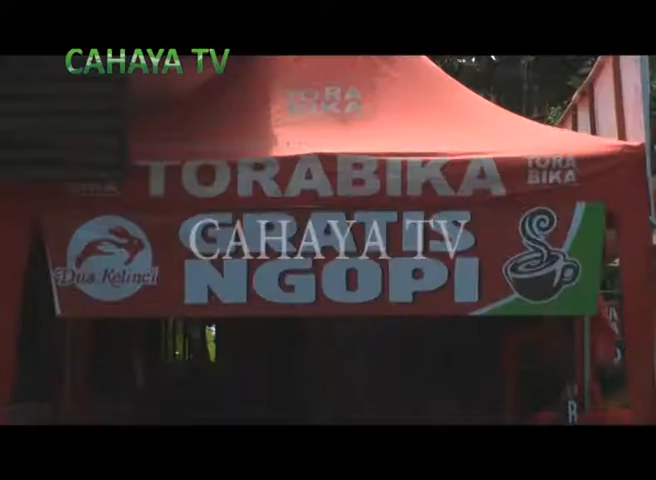 CAHAYA TV
TORA
BIKA
TORABIKA
TORA
BIKA
Dua Kelinci
GRATIS
NGOPI
CAHAYA TV